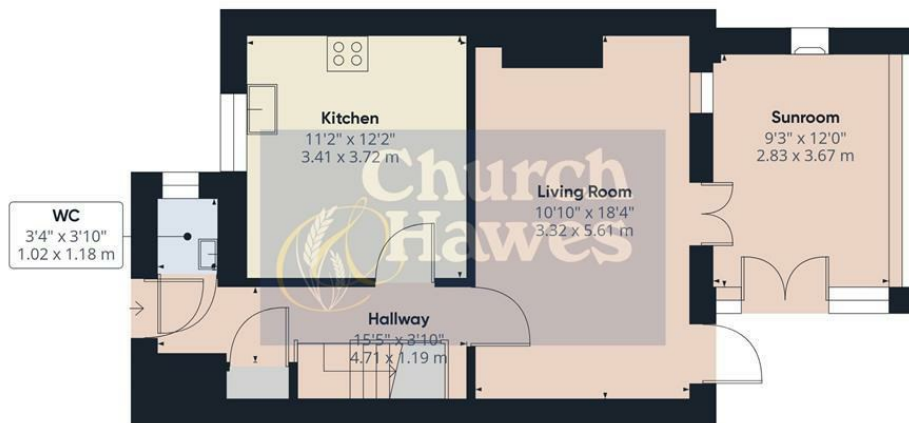 Kitchen
11'2" x 12'2"
3.41 x 3.72 m
Sunroom
9'3" x 12'0"
2.83 x 3.67 m
Church
Hawes
Living Room
10'10" x 18'4"
3.32 x 5.61 m
WC
3'4" x 3'10"
1.02 x 1.18 m
Hallway
15'5" x 3'10"
4.71 x 1.19 m